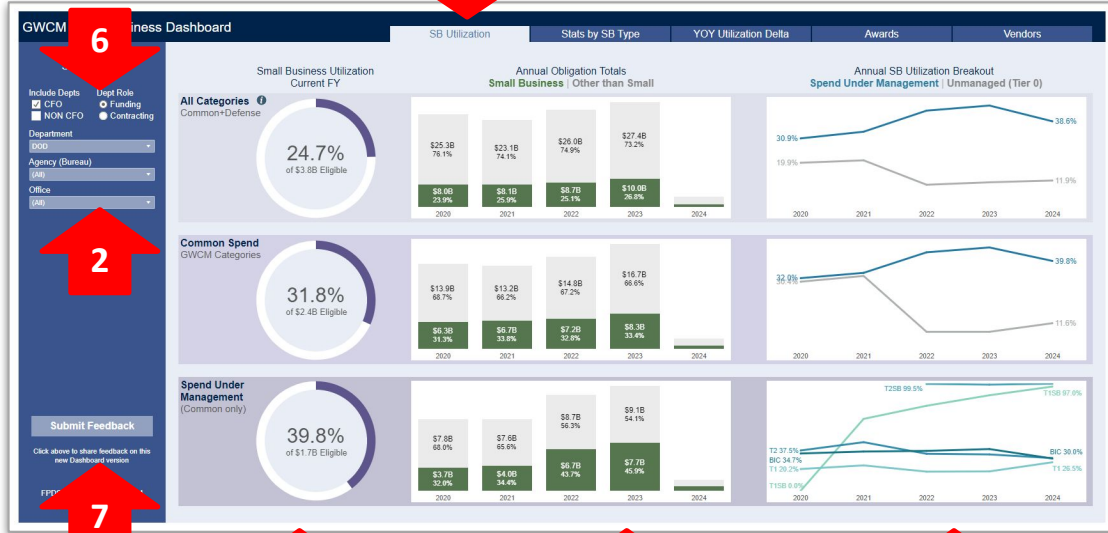 GWCM
iness Dashboard
6
SB Utilization
Stats by SB Type
YOY Utilization Delta
Awards
Vendors
Include Depts
Dept Role
CFO
Funding
NON CFO
Contracting
Department
DOD
Agency (Bureau)
(All)
Office
(All)
2
Submit Feedback
Click above to share feedback on this
new Dashboard version
7
Small Business Utilization
Current FY
Annual Obligation Totals
Small Business | Other than Small
Annual SB Utilization Breakout
Spend Under Management | Unmanaged (Tier 0)
All Categories
Common+Defense
24.7%
of $3.8B Eligible
$25.3B
76.1%
$8.0B
23.9%
$23.1B
74.1%
$8.1B
25.9%
$26.0B
74.9%
$8.7B
25.1%
$27.4B
73.2%
$10.0B
26.8%
2020
2021
2022
2023
2024
30.9%
38.6%
19.9%
11.9%
2020
2021
2022
2023
2024
Common Spend
GWCM Categories
31.8%
of $2.4B Eligible
$13.9B
68.7%
$6.3B
31.3%
$13.2B
66.2%
$6.7B
33.8%
$14.8B
67.2%
$7.2B
32.8%
$16.7B
66.6%
$8.3B
33.4%
2020
2021
2022
2023
2024
32.0%
39.8%
11.6%
2020
2021
2022
2023
2024
Spend Under
Management
(Common only)
39.8%
of $1.7B Eligible
$7.8B
68.0%
$3.7B
32.0%
$7.6B
65.6%
$4.0B
34.4%
$8.7B
56.3%
$6.7B
43.7%
$9.1B
54.1%
$7.7B
45.9%
2020
2021
2022
2023
2024
T2SB 99.5%
T1SB 97.0%
T2 37.5%
BIC 34.7%
BIC 30.0%
T1 26.2%
T1 26.5%
T1SB 0.0%
2020
2021
2022
2023
2024